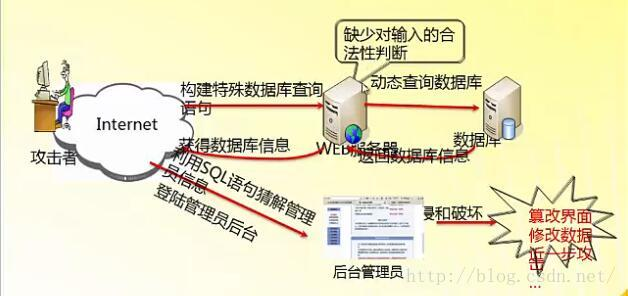 缺少对输入的合
法性判断
构建特殊数据库查询
语句
动态查询数据库
Internet
攻击者
获得数据库信息
WEB服务器
返回数据库信息
数据库
利用SQL语句猜解管理
员信息
登陆管理员后台
后台管理员
侵和破坏
篡改界面
修改数据
近一步攻
击
...
http://blog.csdn.net/